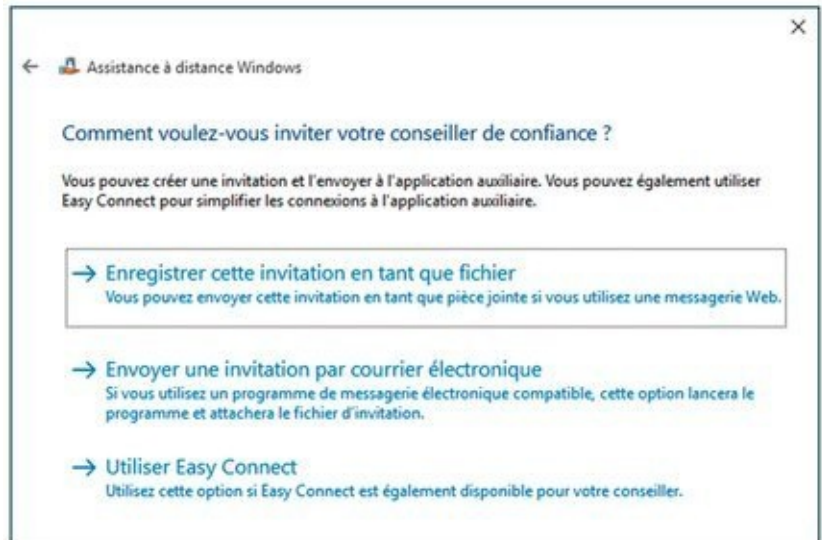 Assistance à distance Windows
Comment voulez-vous inviter votre conseiller de confiance ?
Vous pouvez créer une invitation et l'envoyer à l'application auxiliaire. Vous pouvez également utiliser
Easy Connect pour simplifier les connexions à l'application auxiliaire.
→ Enregistrer cette invitation en tant que fichier
Vous pouvez envoyer cette invitation en tant que pièce jointe si vous utilisez une messagerie Web.
→ Envoyer une invitation par courrier électronique
Si vous utilisez un programme de messagerie électronique compatible, cette option lancera le
programme et attachera le fichier d'invitation.
→ Utiliser Easy Connect
Utilisez cette option si Easy Connect est également disponible pour votre conseiller.